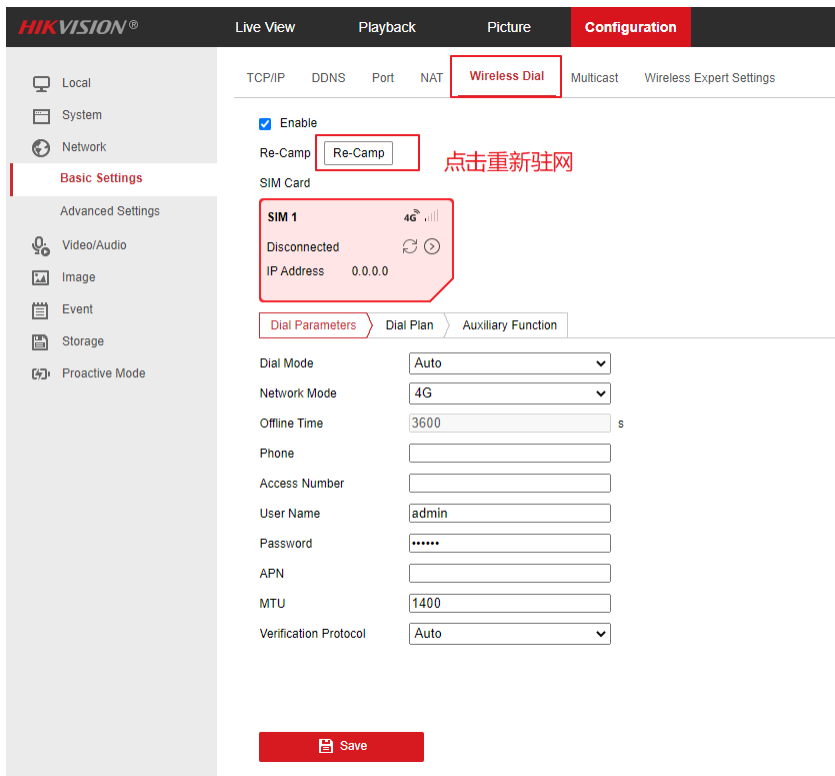 HIKVISION®
Live View Playback Picture Configuration
Local
System
Network
Basic Settings
Advanced Settings
Video/Audio
Image
Event
Storage
Proactive Mode
TCP/IP DDNS Port NAT Wireless Dial Multicast Wireless Expert Settings
Enable
Re-Camp Re-Camp 点击重新驻网
SIM Card
SIM 1 4G
Disconnected
IP Address 0.0.0.0
Dial Parameters Dial Plan Auxiliary Function
Dial Mode Auto
Network Mode 4G
Offline Time 3600 s
Phone
Access Number
User Name admin
Password ••••••
APN
MTU 1400
Verification Protocol Auto
Save